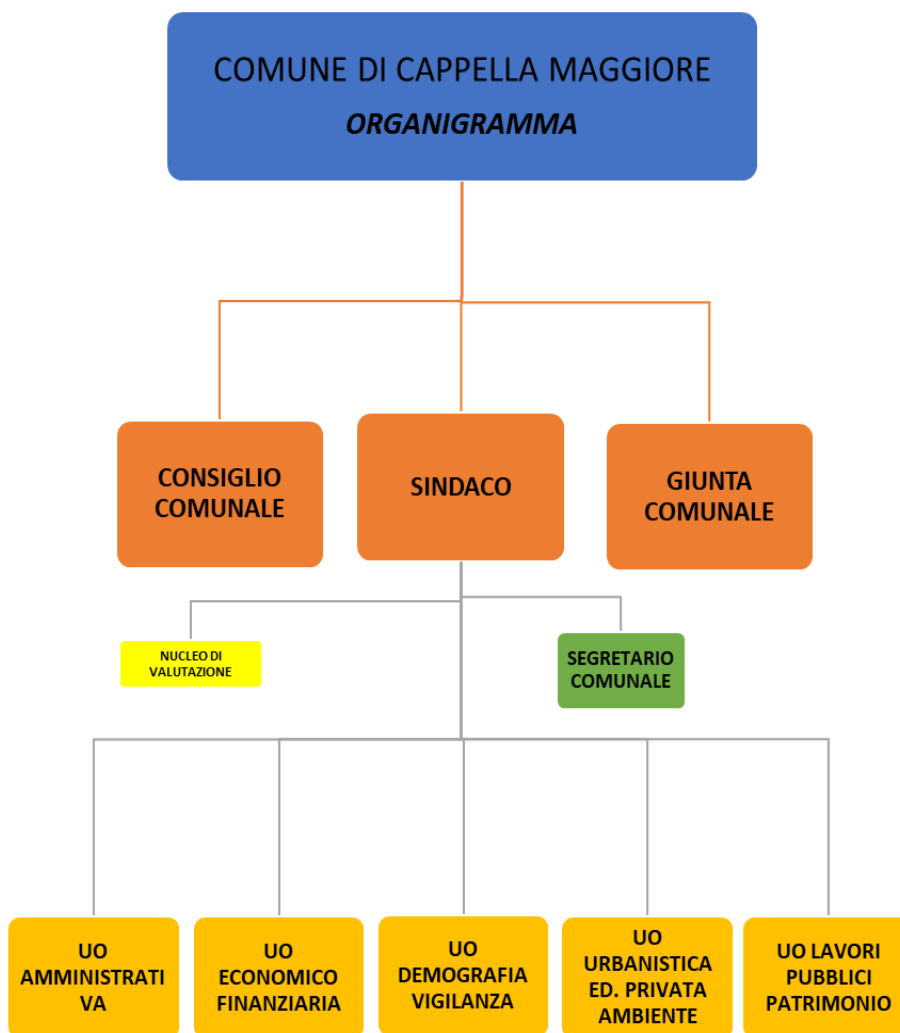 COMUNE DI CAPPELLA MAGGIORE
ORGANIGRAMMA
CONSIGLIO
COMUNALE
SINDACO
GIUNTA
COMUNALE
NUCLEO DI
VALUTAZIONE
SEGRETARIO
COMUNALE
UO
AMMINISTRATI
VA
UO
ECONOMICO
FINANZIARIA
UO
DEMOGRAFIA
VIGILANZA
UO
URBANISTICA
ED. PRIVATA
AMBIENTE
UO LAVORI
PUBBLICI
PATRIMONIO